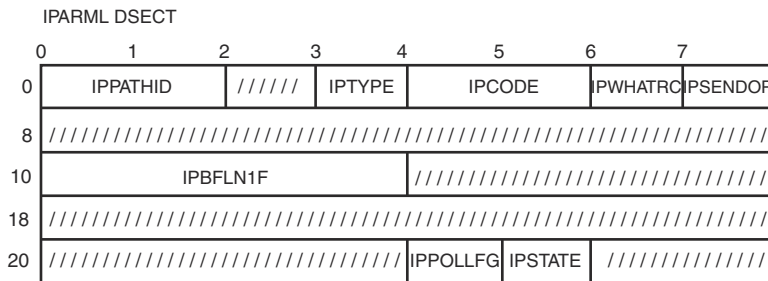 IPARML DSECT
0 1 2 3 4 5 6 7
0 IPPATHID ////// IPTYPE IPCODE IPWHATRC IPSENDOP
8 ////////////////////////////////////////////////////////////////////////////////
10 IPBFLN1F ////////////////////////////////////////
18 ////////////////////////////////////////////////////////////////////////////////
20 //////////////////////////////////////// IPPOLLFG IPSTATE //////////////////